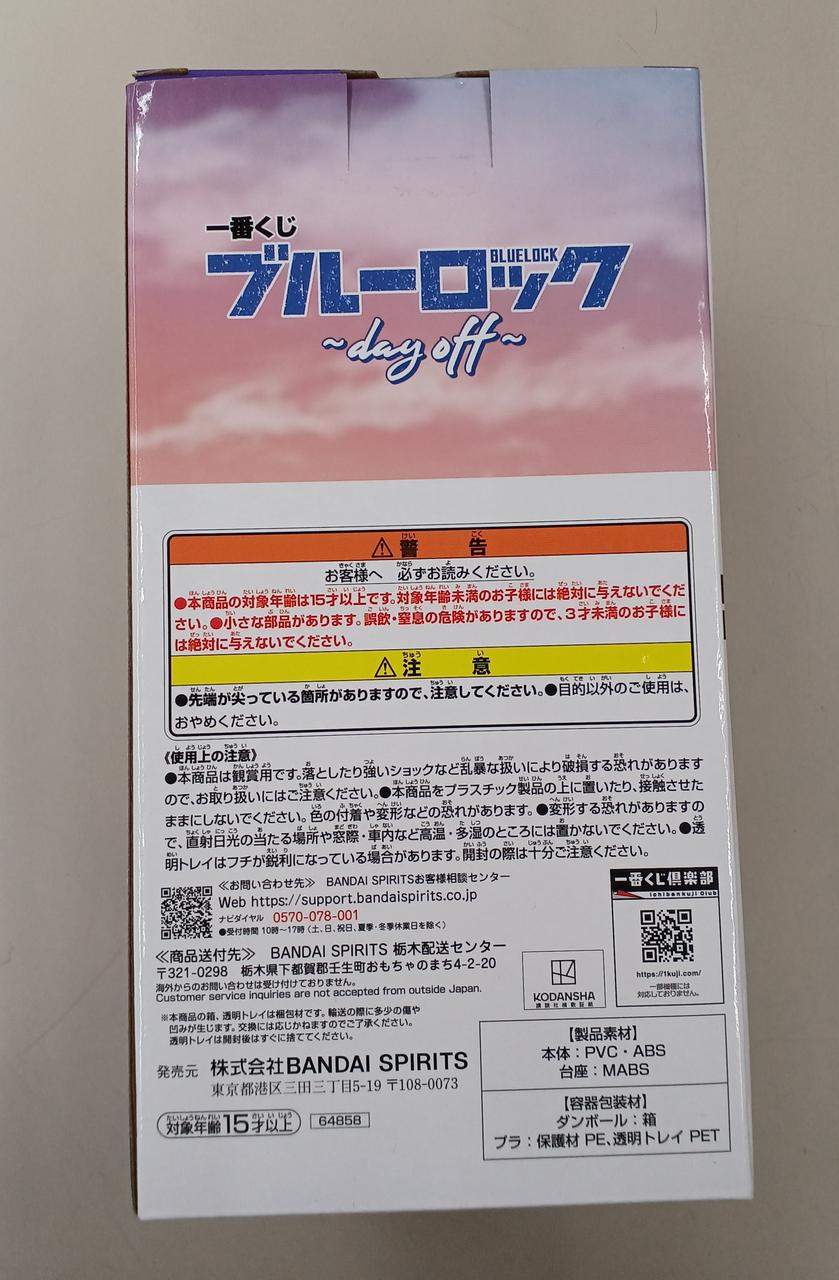 一番くじ
ブルーロック
BLUELOCK
~day off~
⚠警告
お客様へ 必ずお読みください。
●本商品の対象年齢は15才以上です。対象年齢未満のお子様には絶対に与えないでくだ
さい。●小さな部品があります。誤飲・窒息の危険がありますので、3才未満のお子様に
は絶対に与えないでください。
⚠注意
●先端が尖っている箇所がありますので、注意してください。●目的以外のご使用は、
おやめください。
《使用上の注意》
●本商品は観賞用です。落としたり強いショックなど乱暴な扱いにより破損する恐れがあります
ので、お取り扱いにはご注意ください。●本商品をプラスチック製品の上に置いたり、接触させた
ままにしないでください。色の付着や変形などの恐れがあります。●変形する恐れがありますの
で、直射日光の当たる場所や窓際・車内など高温・多湿のところには置かないでください。●透
明トレイはフチが鋭利になっている場合があります。開封の際は十分ご注意ください。
≪お問い合わせ先≫ BANDAI SPIRITSお客様相談センター
Web https://support.bandaispirits.co.jp
ナビダイヤル 0570-078-001
●受付時間 10時~17時(土、日、祝日、夏季・冬季休業日を除く)
≪商品送付先≫ BANDAI SPIRITS 栃木配送センター
〒321-0298 栃木県下都賀郡壬生町おもちゃのまち4-2-20
海外からのお問い合わせは受け付けておりません。
Customer service inquiries are not accepted from outside Japan.
※本商品の箱、透明トレイは梱包材です。輸送の際に多少の傷や
凹みが生じます。交換には応じかねますのでご了承ください。
透明トレイは開封後はすぐに捨ててください。
発売元 株式会社BANDAI SPIRITS
東京都港区三田三丁目5-19 〒108-0073
対象年齢15才以上
64858
一番くじ倶楽部
Ichibankuji Club
https://1kuji.com/
一部機種には
対応しておりません。
KODANSHA
講談社検数証紙
【製品素材】
本体:PVC・ABS
台座:MABS
【容器包装材】
ダンボール:箱
プラ:保護材 PE、透明トレイ PET